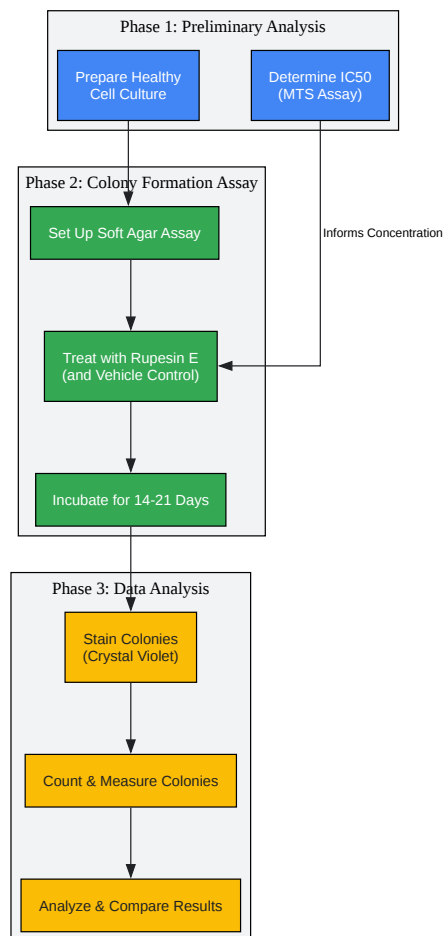 Phase 1: Preliminary Analysis
Prepare Healthy
Cell Culture
Determine IC50
(MTS Assay)
Phase 2: Colony Formation Assay
Set Up Soft Agar Assay
Informs Concentration
Treat with Rupesin E
(and Vehicle Control)
Incubate for 14-21 Days
Phase 3: Data Analysis
Stain Colonies
(Crystal Violet)
Count & Measure Colonies
Analyze & Compare Results